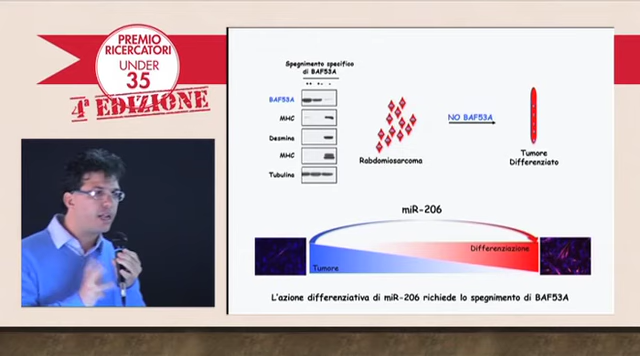 PREMIO
RICERCATORI
UNDER
35
4ª EDIZIONE
Spegnimento specifico
di BAF53A
BAF53A
MHC
Desmina
MHC
Tubulina
Rabdomiosarcoma
NO BAF53A
Tumore
Differenziato
miR-206
Differenziazione
Tumore
L'azione differenziativa di miR-206 richiede lo spegnimento di BAF53A